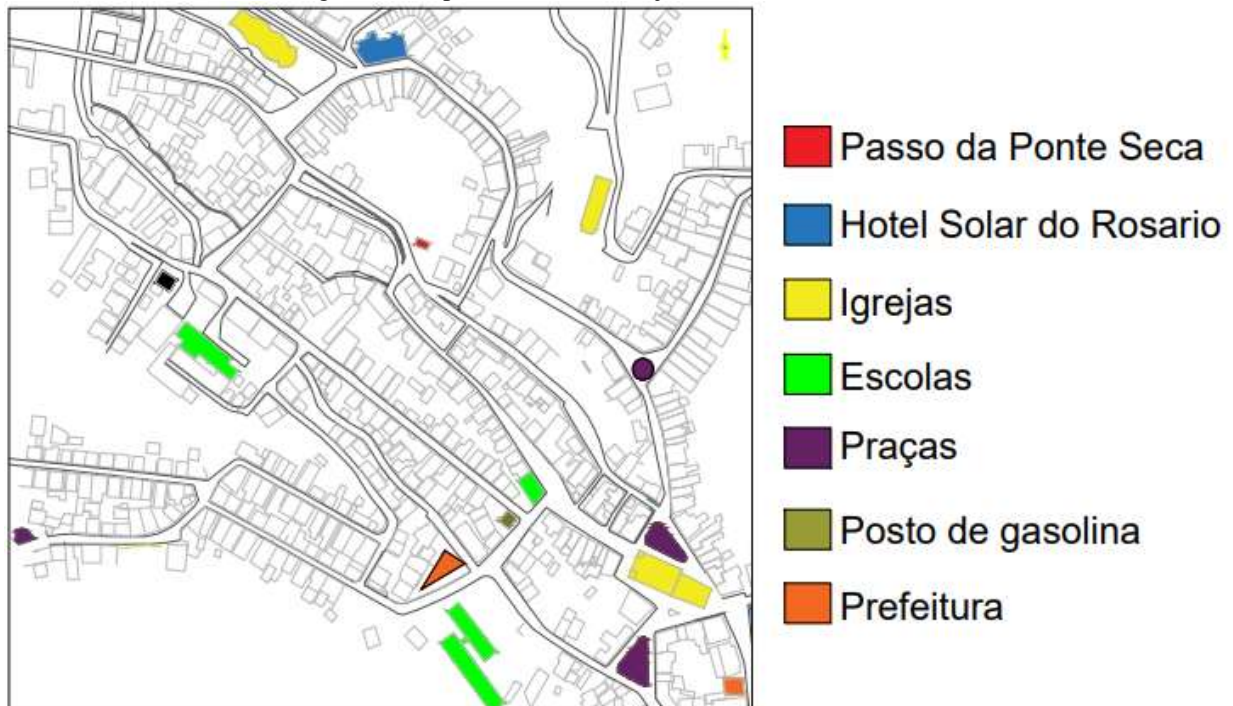 Passo da Ponte Seca
Hotel Solar do Rosario
Igrejas
Escolas
Praças
Posto de gasolina
Prefeitura